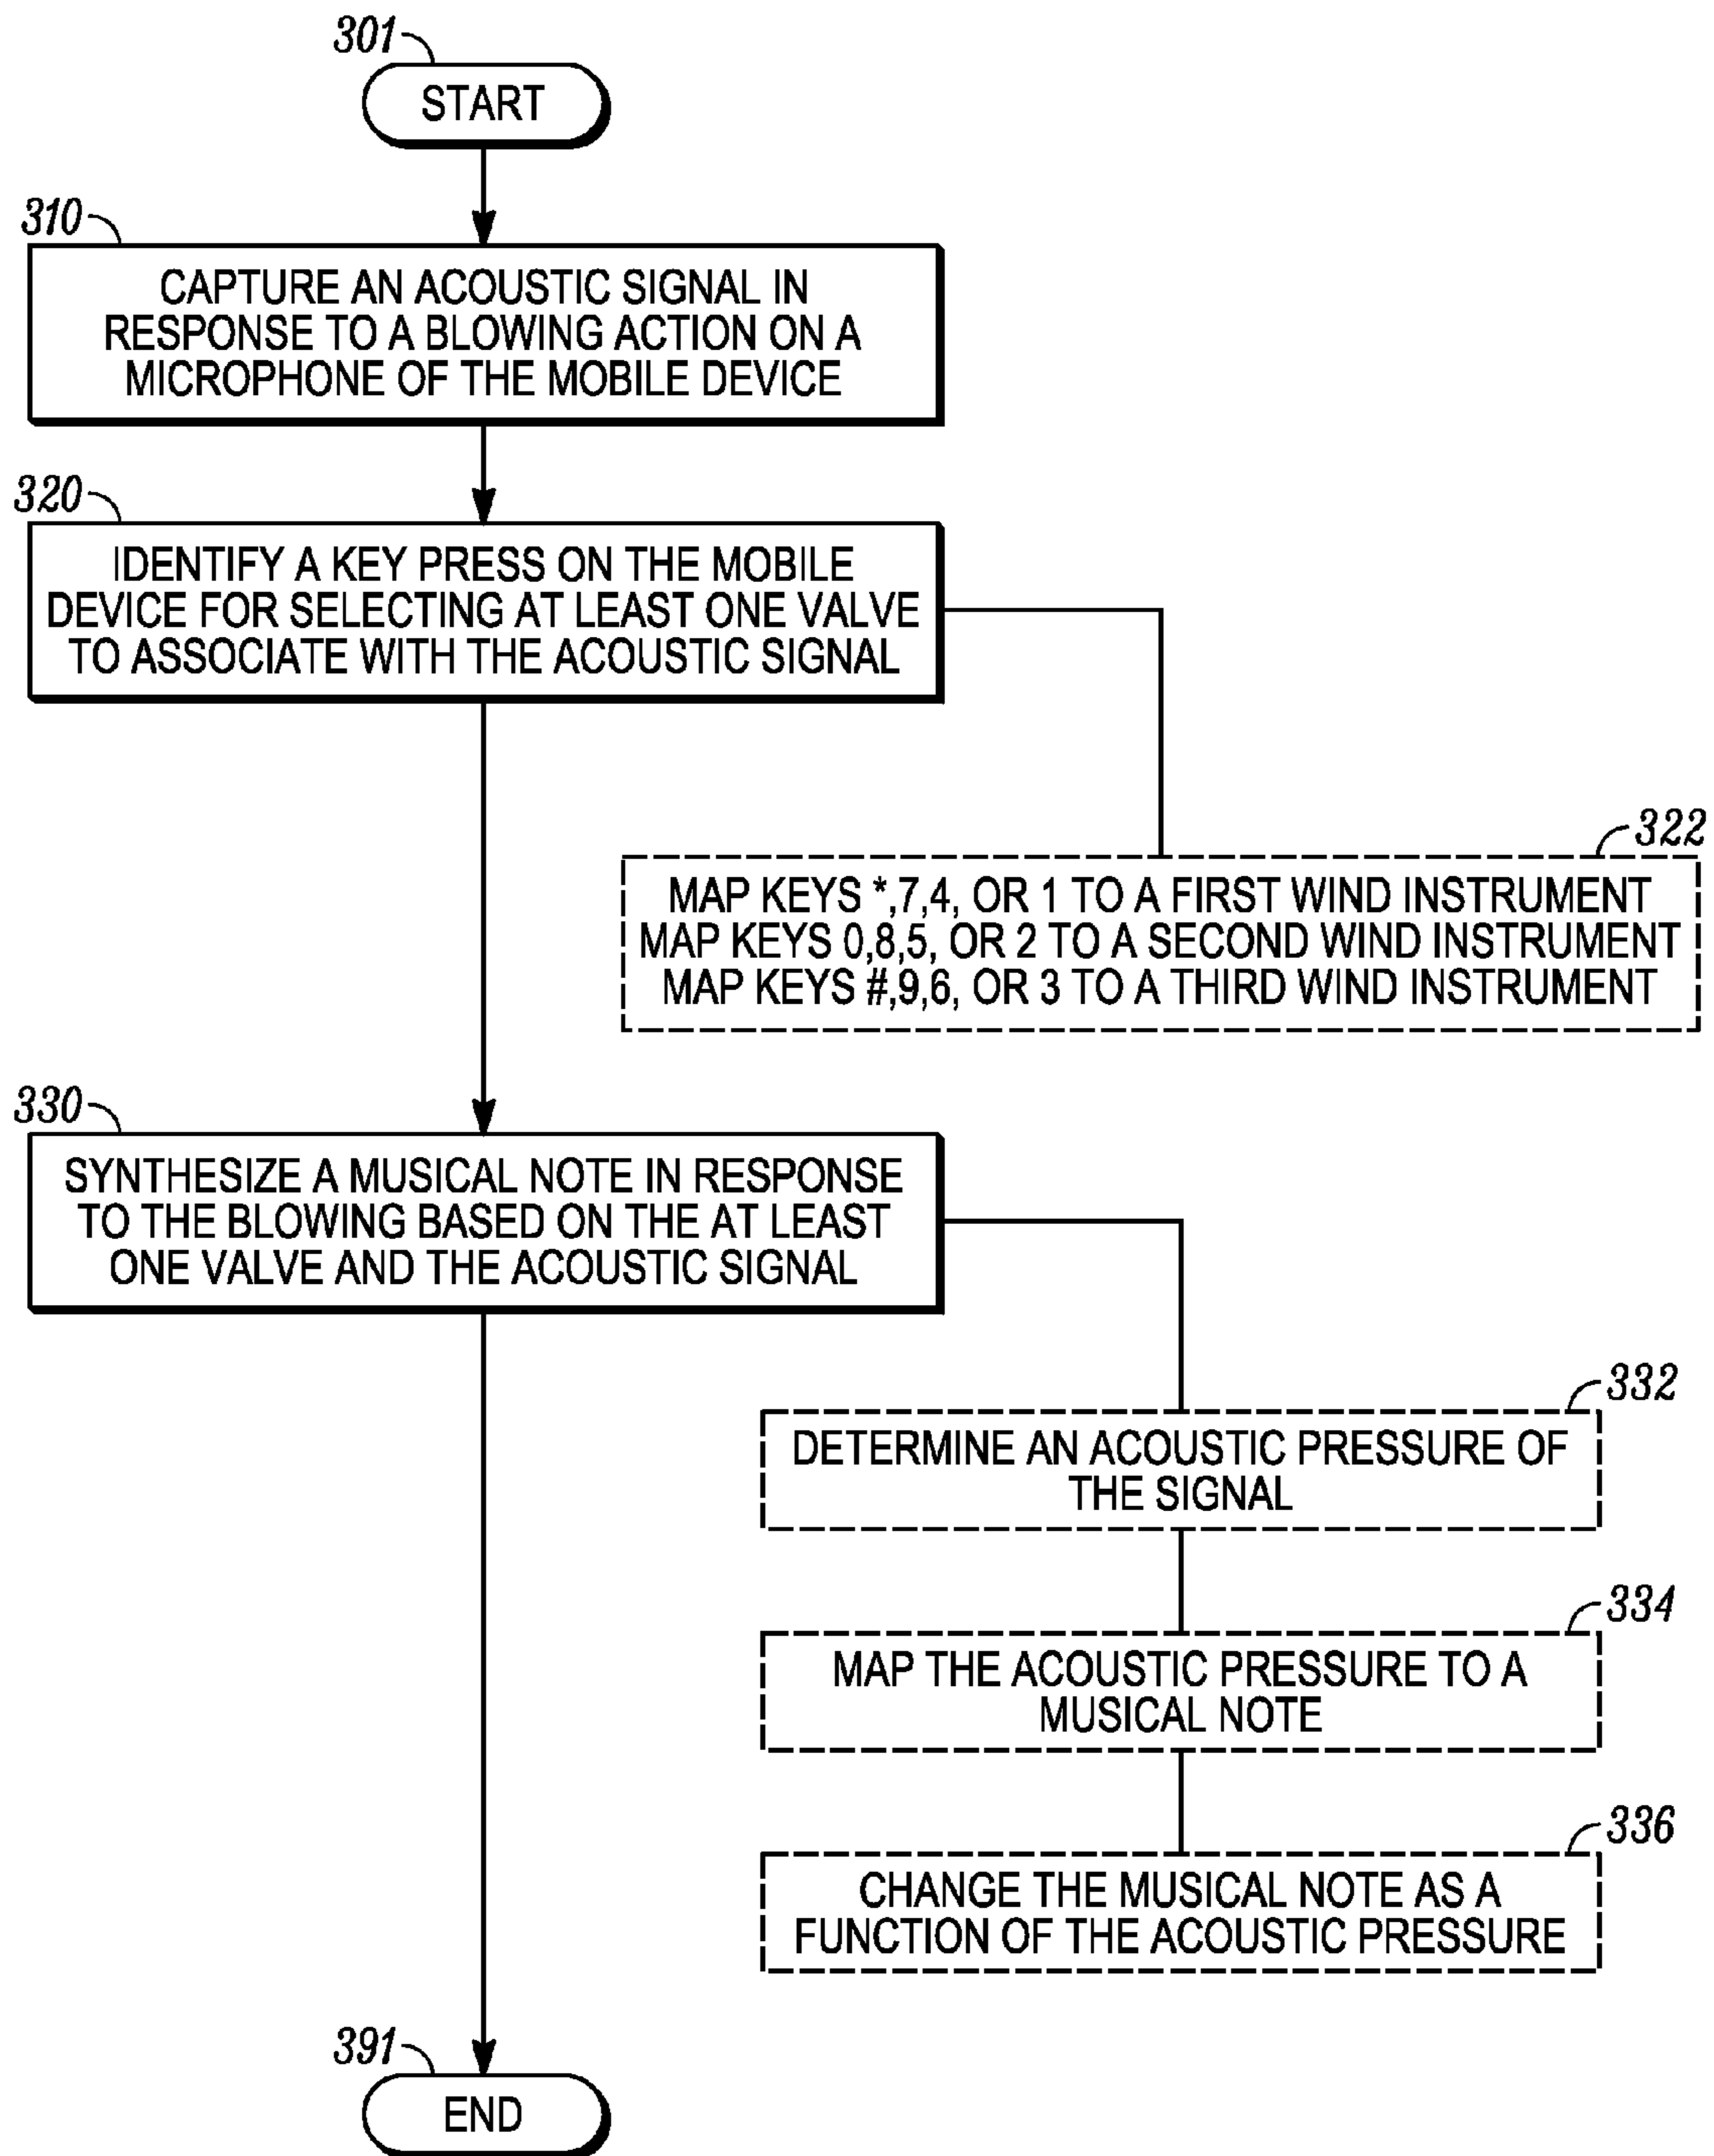 301
START
310
CAPTURE AN ACOUSTIC SIGNAL IN
RESPONSE TO A BLOWING ACTION ON A
MICROPHONE OF THE MOBILE DEVICE
320
IDENTIFY A KEY PRESS ON THE MOBILE
DEVICE FOR SELECTING AT LEAST ONE VALVE
TO ASSOCIATE WITH THE ACOUSTIC SIGNAL
322
MAP KEYS *,7,4, OR 1 TO A FIRST WIND INSTRUMENT
MAP KEYS 0,8,5, OR 2 TO A SECOND WIND INSTRUMENT
MAP KEYS #,9,6, OR 3 TO A THIRD WIND INSTRUMENT
330
SYNTHESIZE A MUSICAL NOTE IN RESPONSE
TO THE BLOWING BASED ON THE AT LEAST
ONE VALVE AND THE ACOUSTIC SIGNAL
332
DETERMINE AN ACOUSTIC PRESSURE OF
THE SIGNAL
334
MAP THE ACOUSTIC PRESSURE TO A
MUSICAL NOTE
336
CHANGE THE MUSICAL NOTE AS A
FUNCTION OF THE ACOUSTIC PRESSURE
391
END